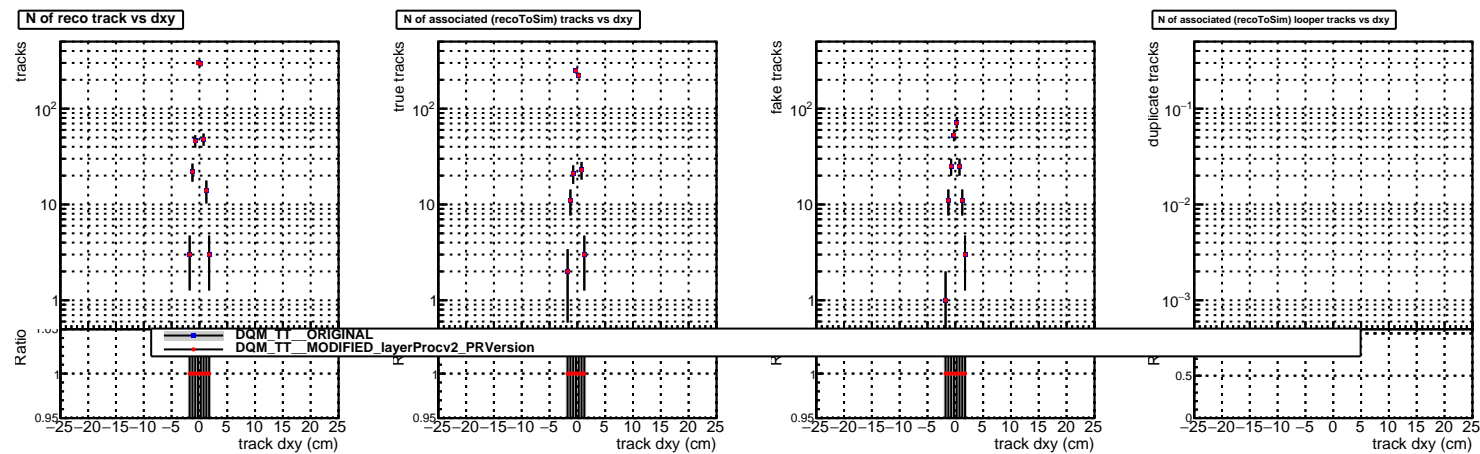 N of reco track vs dxy
N of associated (recoToSim) tracks vs dxy
N of associated (recoToSim) looper tracks vs dxy
tracks
10²
10
1
true tracks
10²
10
1
fake tracks
10²
10
1
duplicate tracks
10⁻¹
10⁻²
10⁻³
DQM_TT__ORIGINAL
DQM_TT__MODIFIED_layerProcv2_PRVersion
Ratio
1
0.95
1
0.95
1
0.95
0.5
0
−25 −20 −15 −10 −5 0 5 10 15 20 25
track dxy (cm)
−25 −20 −15 −10 −5 0 5 10 15 20 25
track dxy (cm)
−25 −20 −15 −10 −5 0 5 10 15 20 25
track dxy (cm)
−25 −20 −15 −10 −5 0 5 10 15 20 25
track dxy (cm)